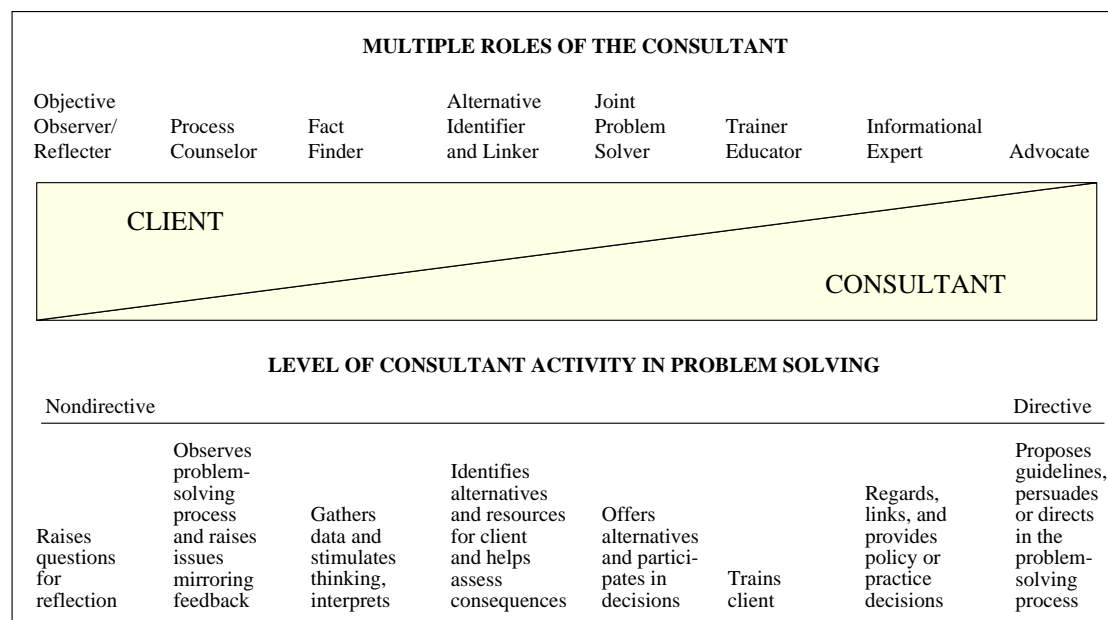 MULTIPLE ROLES OF THE CONSULTANT
Objective
Observer/
Reflecter
Process
Counselor
Fact
Finder
Alternative
Identifier
and Linker
Joint
Problem
Solver
Trainer
Educator
Informational
Expert
Advocate
CLIENT
CONSULTANT
LEVEL OF CONSULTANT ACTIVITY IN PROBLEM SOLVING
Nondirective
Directive
Raises
questions
for
reflection
Observes
problem-
solving
process
and raises
issues
mirroring
feedback
Gathers
data and
stimulates
thinking,
interprets
Identifies
alternatives
and resources
for client
and helps
assess
consequences
Offers
alternatives
and partici-
pates in
decisions
Trains
client
Regards,
links, and
provides
policy or
practice
decisions
Proposes
guidelines,
persuades
or directs
in the
problem-
solving
process